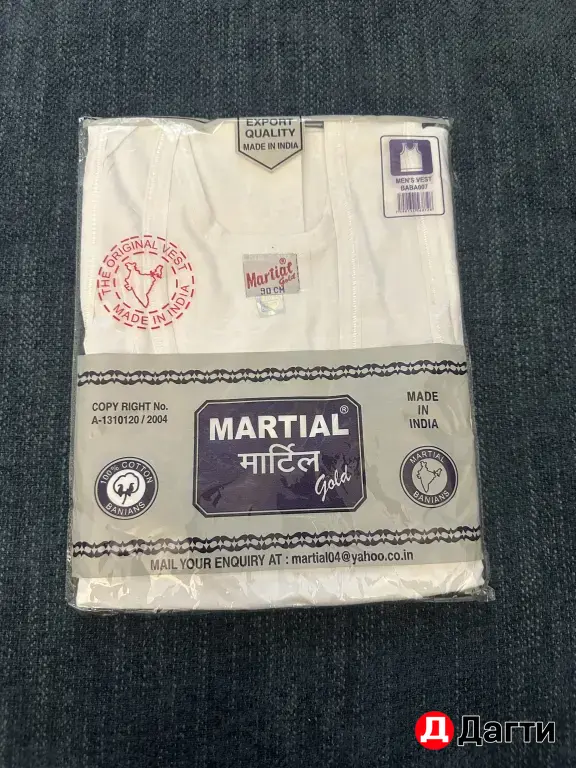 EXPORT
QUALITY
MADE IN INDIA
MEN'S VEST
BABA007
THE ORIGINAL VEST
MADE IN INDIA
Martial®
Gold
90 CM
COPY RIGHT No.
A-1310120 / 2004
MADE
IN
INDIA
MARTIAL®
मार्टिल
Gold
100% COTTON
BANIANS
MARTIAL
BANIANS
MAIL YOUR ENQUIRY AT : martial04@yahoo.co.in
Д Дагти